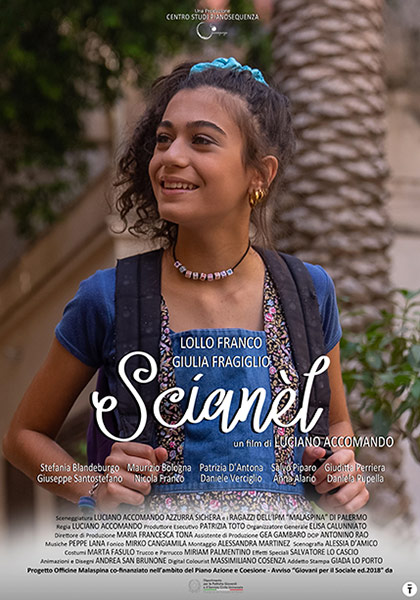 Una Produzione
CENTRO STUDI PIANOSEQUENZA
LOLLO FRANCO
GIULIA FRAGIGLIO
Scianèl
un film di LUCIANO ACCOMANDO
Stefania Blandeburgo Maurizio Bologna Patrizia D'Antona Salvo Piparo Giuditta Perriera
Giuseppe Santostefano Nicola Franco Daniele Verciglio Anna Alario Daniela Pupella
Sceneggiatura LUCIANO ACCOMANDO AZZURRA SICHERA e I RAGAZZI DELL'IPM "MALASPINA" DI PALERMO
Regia LUCIANO ACCOMANDO Produttore Esecutivo PATRIZIA TOTO Organizzatore Generale ELISA CALUNNIATO
Direttore di Produzione MARIA FRANCESCA TONA Assistente di Produzione GEA GAMBARO DOP ANTONINO RAO
Musiche PEPPE LANA Fonico MIRKO CANGIAMILA Montaggio ALESSANDRA MARTINEZ Scenografia ALESSIA D'AMICO
Costumi MARTA FASULO Trucco e Parrucco MIRIAM PALMENTINO Effetti Speciali SALVATORE LO CASCIO
Animazioni e Disegni ANDREA SAN BRUNONE Digital Colourist MASSIMILIANO COSENZA Addetto Stampa GIADA LO PORTO
Progetto Officine Malaspina co-finanziato nell'ambito del Piano Azione e Coesione - Avviso "Giovani per il Sociale ed.2018" da